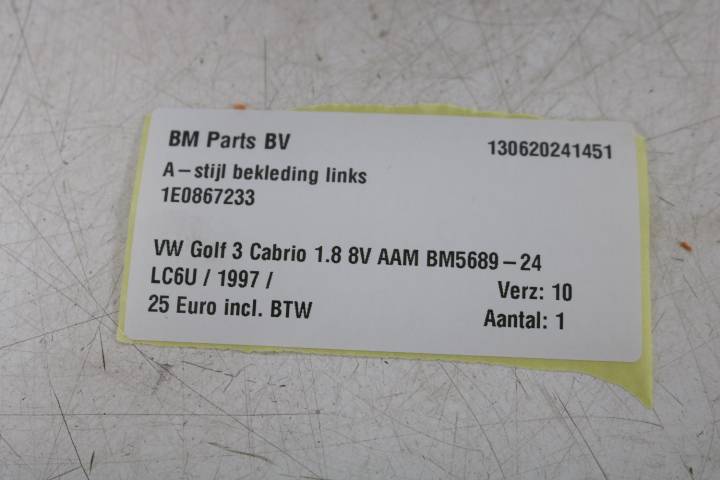 BM Parts BV 130620241451
A-stijl bekleding links
1E0867233
VW Golf 3 Cabrio 1.8 8V AAM BM5689-24
LC6U / 1997 / Verz: 10
25 Euro incl. BTW Aantal: 1